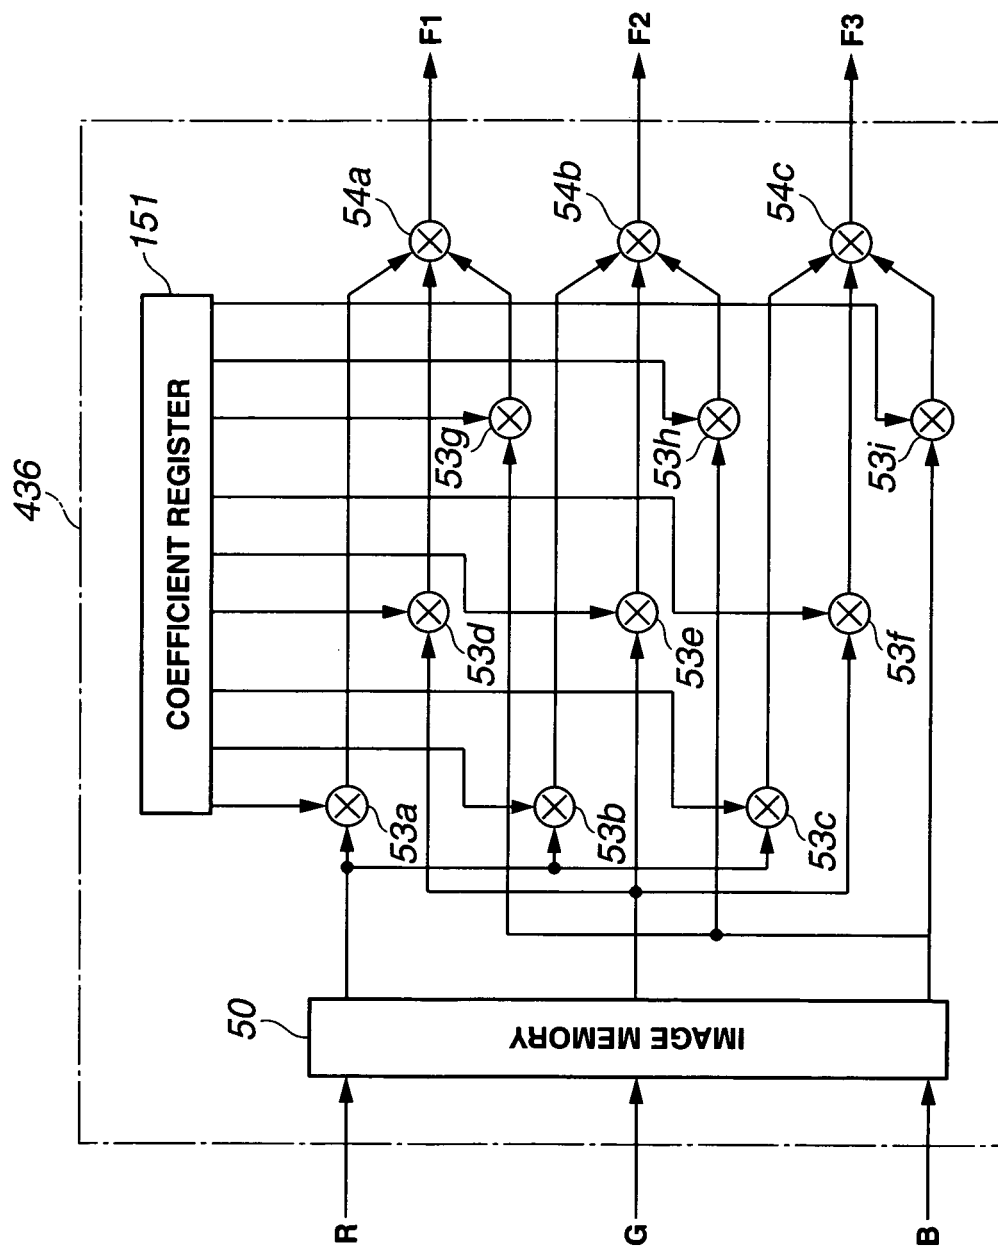 436
151
COEFFICIENT REGISTER
50
IMAGE MEMORY
R
G
B
53a
53b
53c
53d
53e
53f
53g
53h
53i
54a
54b
54c
F1
F2
F3